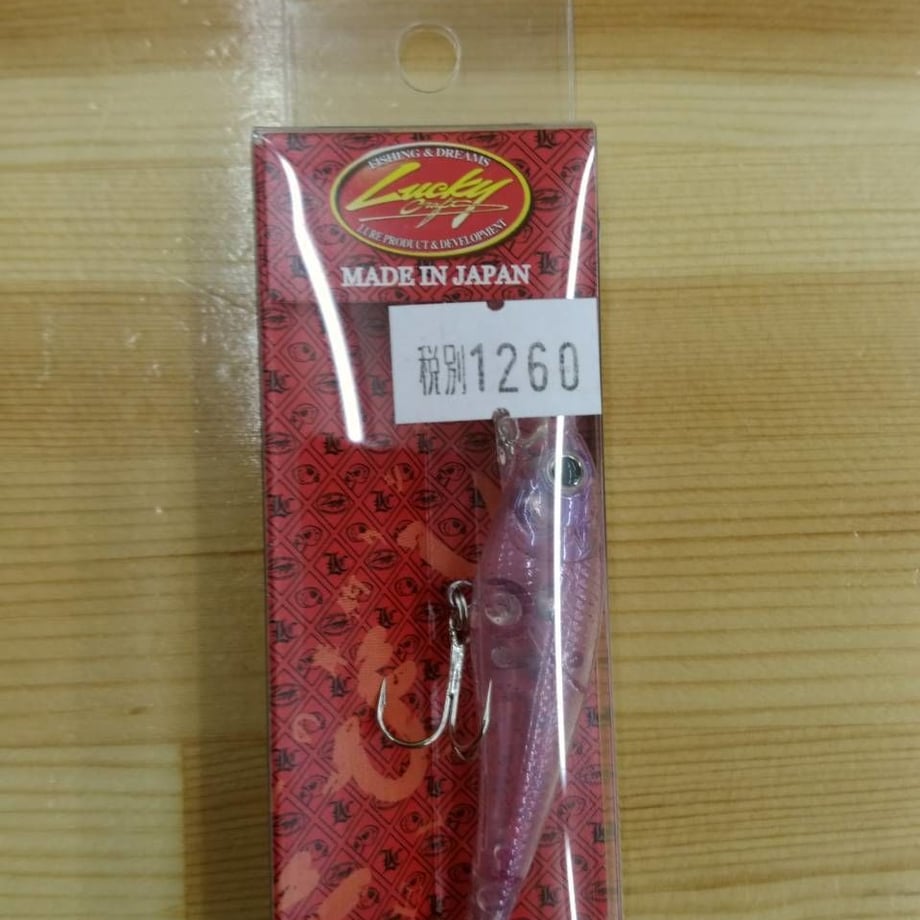 FISHING & DREAMS
Lucky
Craft
LURE PRODUCT & DEVELOPMENT
MADE IN JAPAN
税別1260